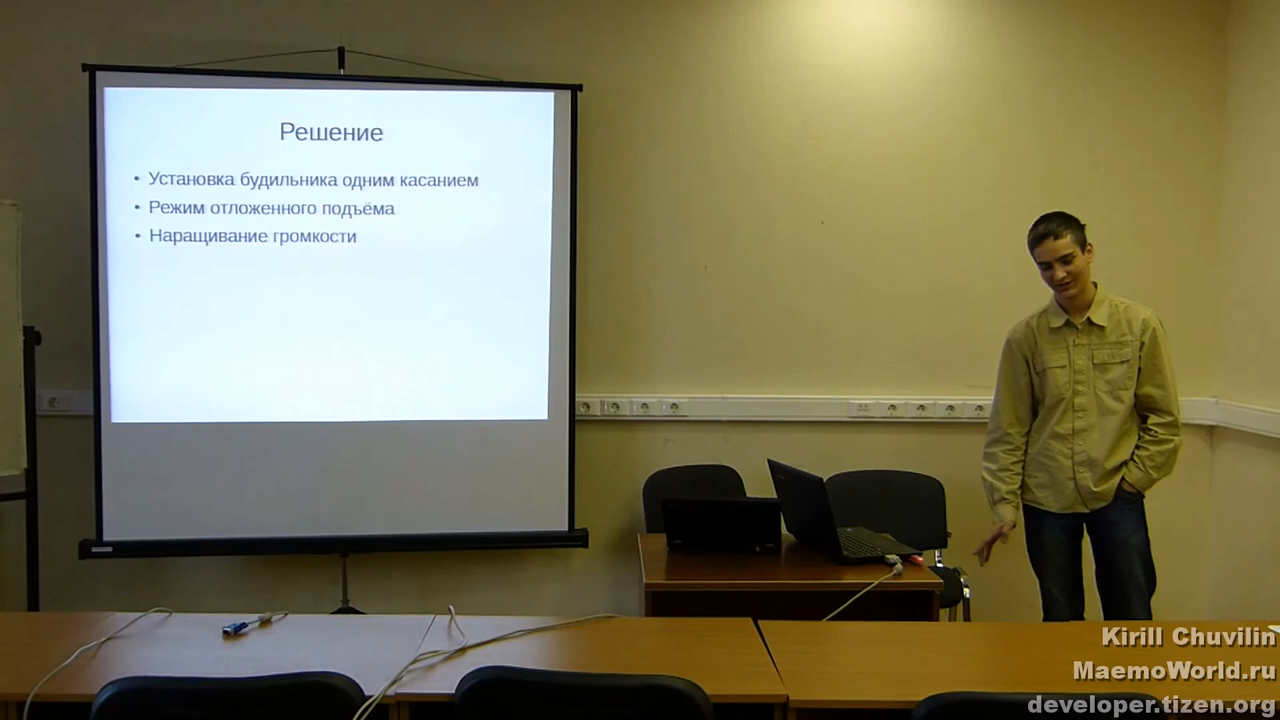 Решение
• Установка будильника одним касанием
• Режим отложенного подъёма
• Наращивание громкости
Kirill Chuvilin
MaemoWorld.ru
developer.tizen.org